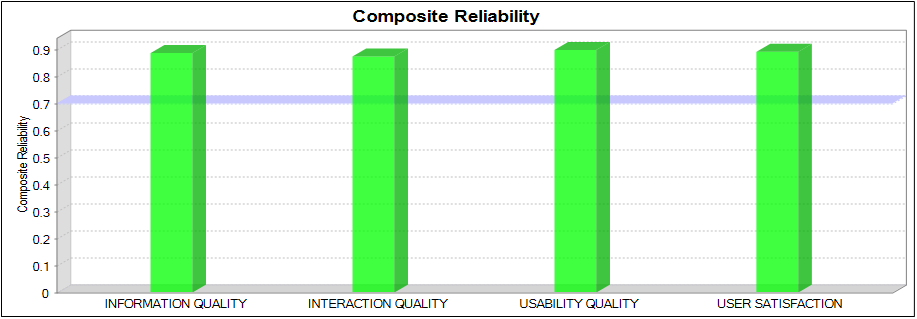 Composite Reliability
Composite Reliability
0.9
0.8
0.7
0.6
0.5
0.4
0.3
0.2
0.1
0
INFORMATION QUALITY
INTERACTION QUALITY
USABILITY QUALITY
USER SATISFACTION